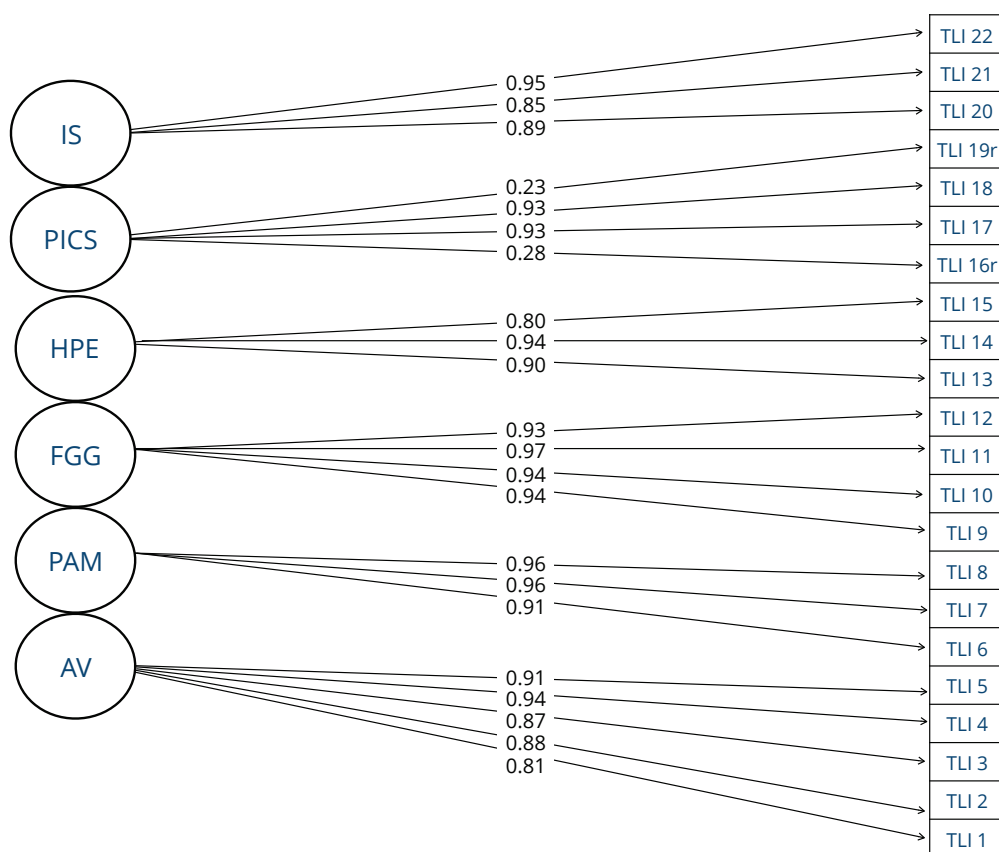 IS
PICS
HPE
FGG
PAM
AV
0.95
0.85
0.89
0.23
0.93
0.93
0.28
0.80
0.94
0.90
0.93
0.97
0.94
0.94
0.96
0.96
0.91
0.91
0.94
0.87
0.88
0.81
TLI 22
TLI 21
TLI 20
TLI 19r
TLI 18
TLI 17
TLI 16r
TLI 15
TLI 14
TLI 13
TLI 12
TLI 11
TLI 10
TLI 9
TLI 8
TLI 7
TLI 6
TLI 5
TLI 4
TLI 3
TLI 2
TLI 1